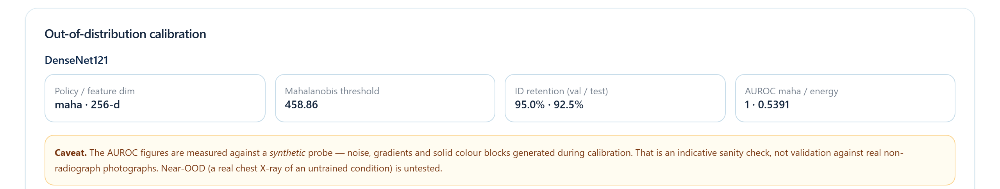 Out-of-distribution calibration
DenseNet121
Policy / feature dim
maha · 256-d
Mahalanobis threshold
458.86
ID retention (val / test)
95.0% · 92.5%
AUROC maha / energy
1 · 0.5391
Caveat. The AUROC figures are measured against a synthetic probe — noise, gradients and solid colour blocks generated during calibration. That is an indicative sanity check, not validation against real non-
radiograph photographs. Near-OOD (a real chest X-ray of an untrained condition) is untested.